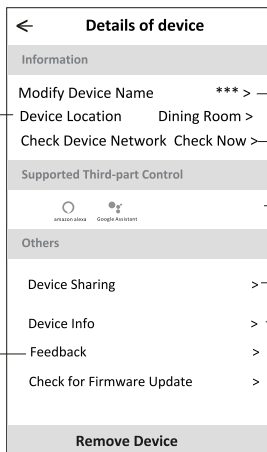 ← Details of device
Information
Modify Device Name *** >
Device Location Dining Room >
Check Device Network Check Now >
Supported Third-part Control
amazon alexa Google Assistant
Others
Device Sharing >
Device Info >
Feedback >
Check for Firmware Update >
Remove Device